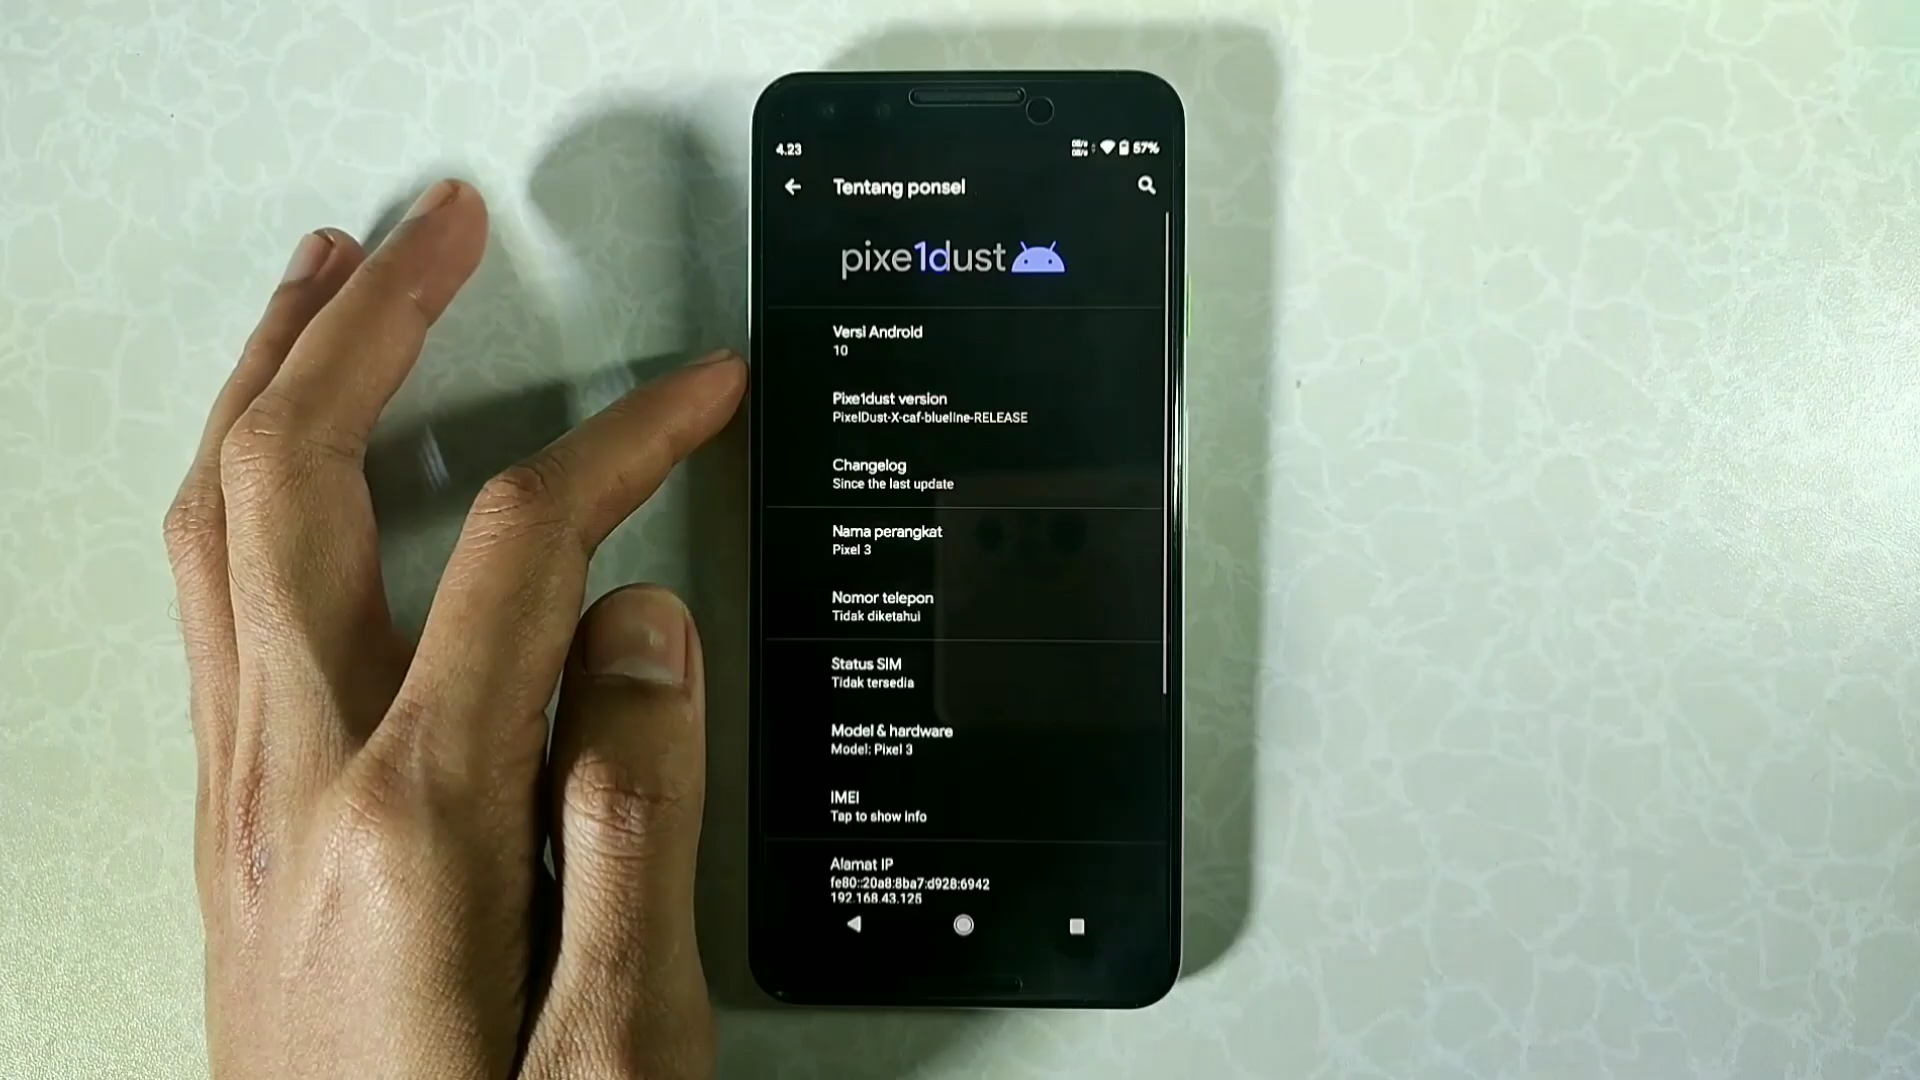 4.23
57%
Tentang ponsel
pixe1dust
Versi Android
10
Pixe1dust version
PixelDust-X-caf-blueline-RELEASE
Changelog
Since the last update
Nama perangkat
Pixel 3
Nomor telepon
Tidak diketahui
Status SIM
Tidak tersedia
Model & hardware
Model: Pixel 3
IMEI
Tap to show info
Alamat IP
fe80::20a8:8ba7:d928:6942
192.168.43.125